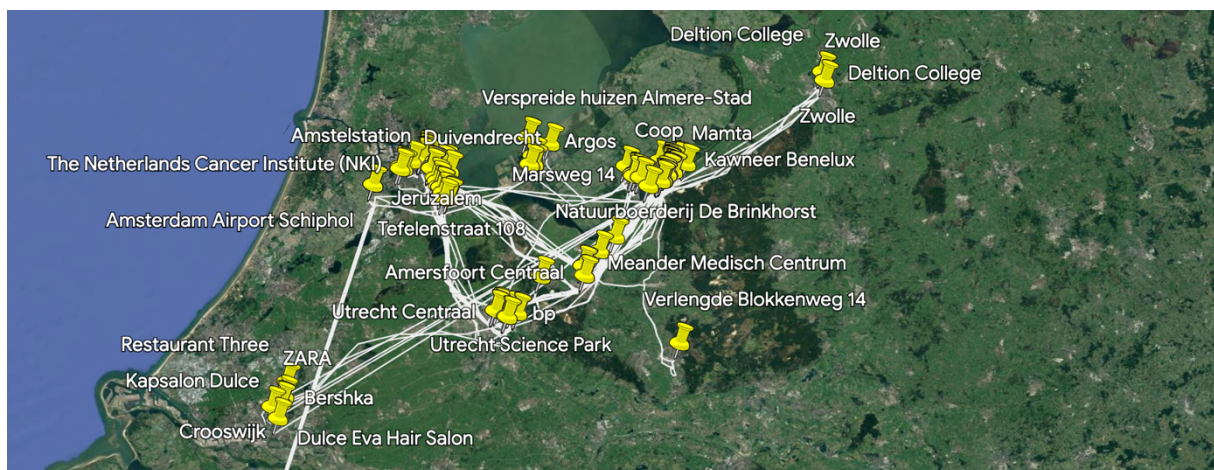 Deltion College
Zwolle
Deltion College
Verspreide huizen Almere-Stad
Zwolle
Amstelstation
Duivendrecht
Argos
Coop
Mamta
The Netherlands Cancer Institute (NKI)
Marsweg 14
Kawneer Benelux
Jeruzalem
Amsterdam Airport Schiphol
Tefelenstraat 108
Natuurboerderij De Brinkhorst
Amersfoort Centraal
Meander Medisch Centrum
Verlengde Blokkenweg 14
Utrecht Centraal
bp
Utrecht Science Park
Restaurant Three
ZARA
Kapsalon Dulce
Bershka
Crooswijk
Dulce Eva Hair Salon